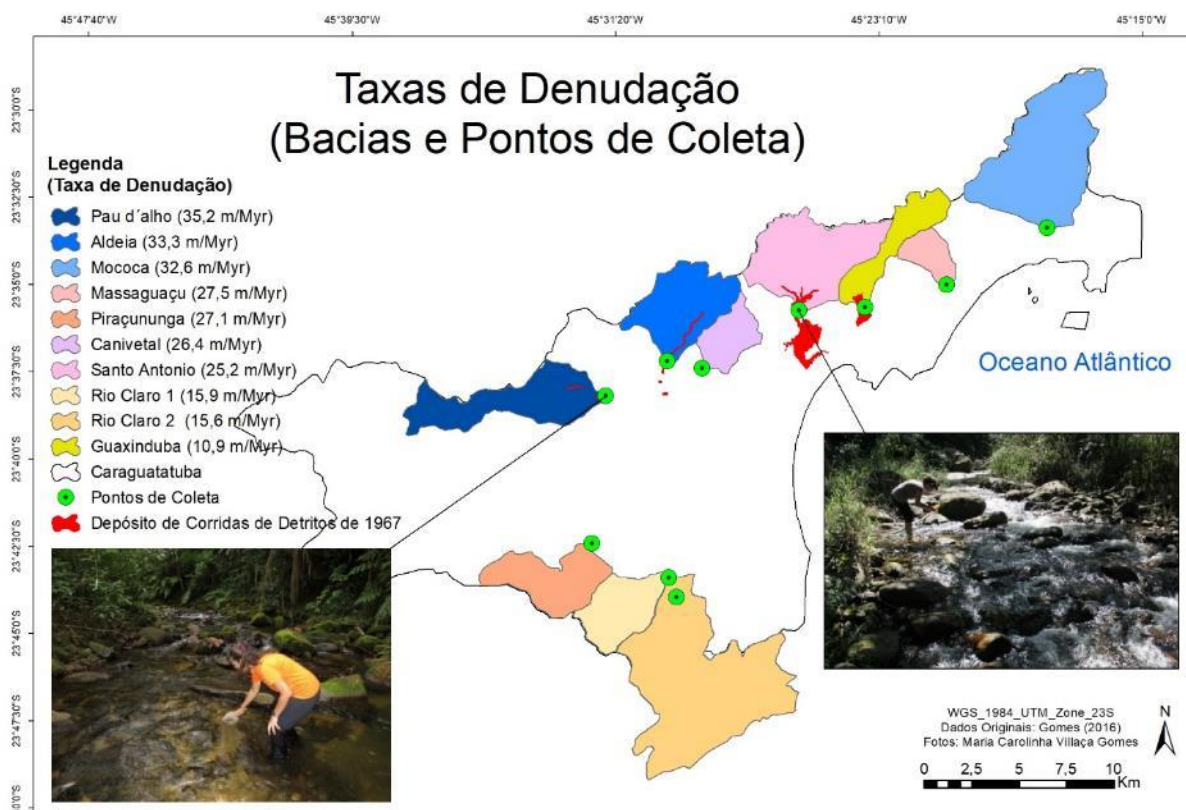 45°47'40"W
45°39'30"W
45°31'20"W
45°23'10"W
45°15'0"W
Taxas de Denudação
(Bacias e Pontos de Coleta)
23°30'0"S
23°32'30"S
23°35'0"S
23°37'30"S
23°40'0"S
23°42'30"S
23°45'0"S
23°47'30"S
Legenda
(Taxa de Denudação)
Pau d´alho (35,2 m/Myr)
Aldeia (33,3 m/Myr)
Mococa (32,6 m/Myr)
Massaguaçu (27,5 m/Myr)
Piraçununga (27,1 m/Myr)
Canivetal (26,4 m/Myr)
Santo Antonio (25,2 m/Myr)
Rio Claro 1 (15,9 m/Myr)
Rio Claro 2 (15,6 m/Myr)
Guaxinduba (10,9 m/Myr)
Caraguatatuba
Pontos de Coleta
Depósito de Corridas de Detritos de 1967
Oceano Atlântico
WGS_1984_UTM_Zone_23S
Dados Originais: Gomes (2016)
Fotos: Maria Carolinha Villaça Gomes
N
0 2,5 5 7,5 10
Km